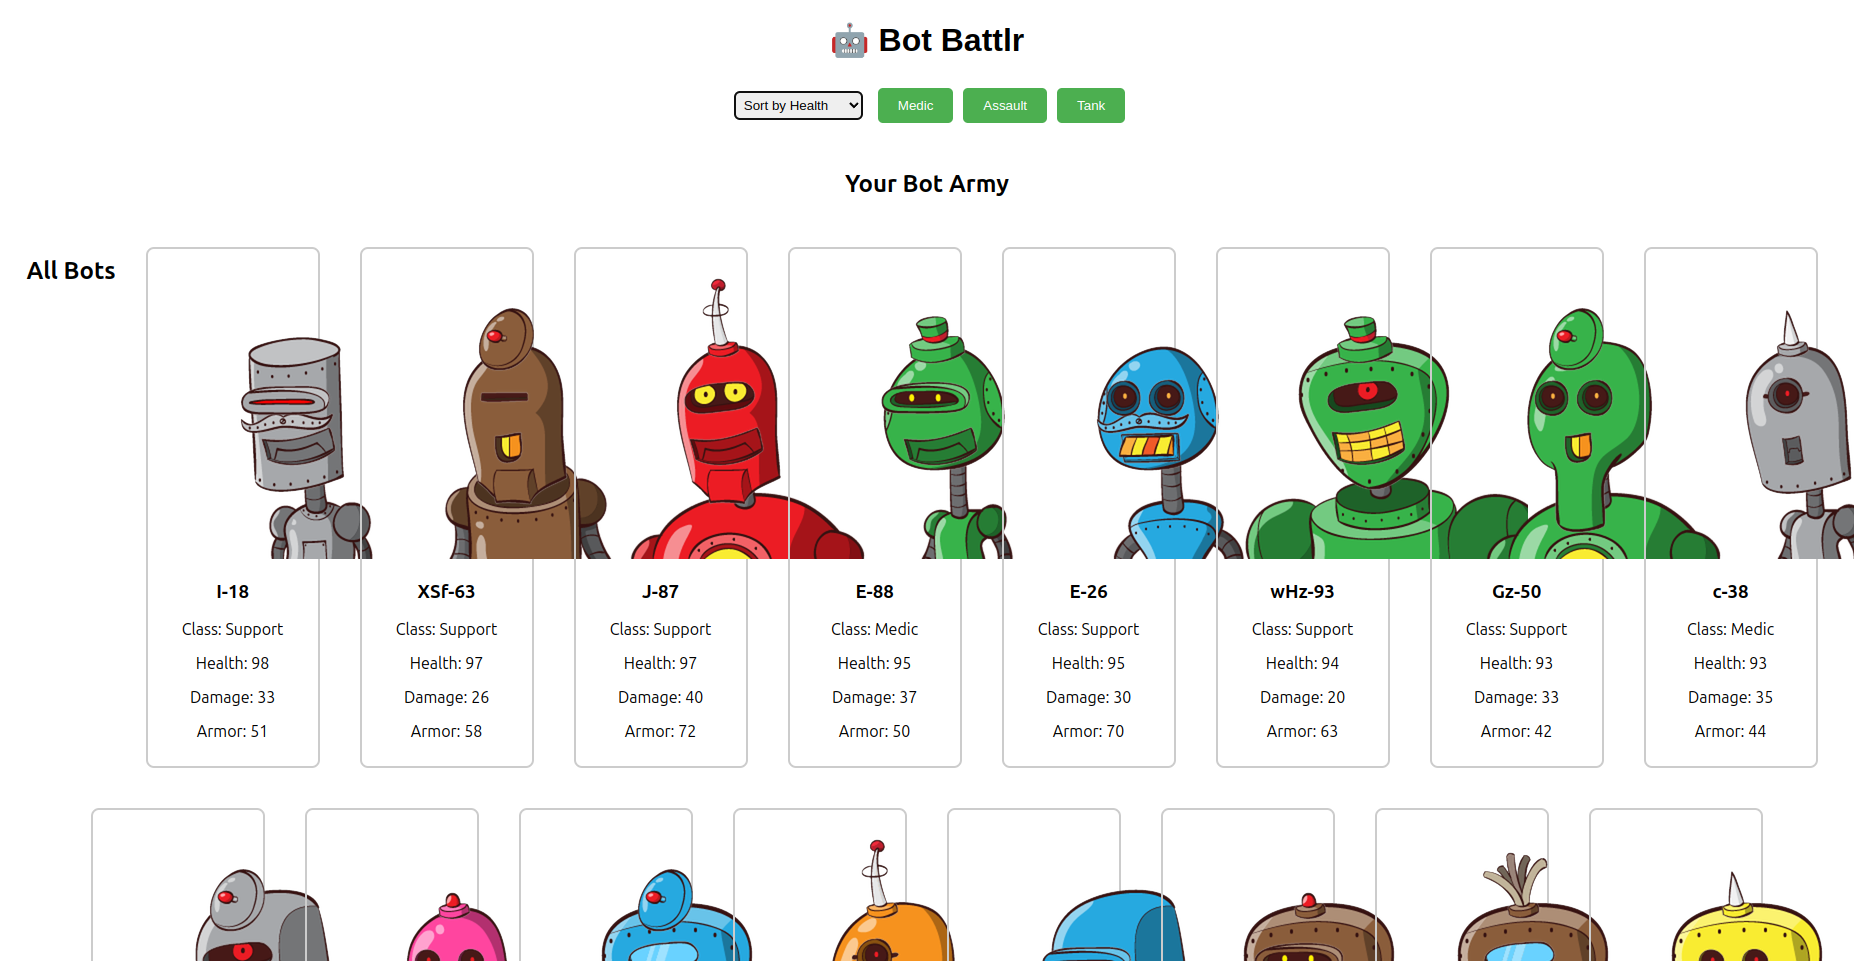 Bot Battlr
Sort by Health
Medic
Assault
Tank
Your Bot Army
All Bots
I-18
Class: Support
Health: 98
Damage: 33
Armor: 51
XSf-63
Class: Support
Health: 97
Damage: 26
Armor: 58
J-87
Class: Support
Health: 97
Damage: 40
Armor: 72
E-88
Class: Medic
Health: 95
Damage: 37
Armor: 50
E-26
Class: Support
Health: 95
Damage: 30
Armor: 70
wHz-93
Class: Support
Health: 94
Damage: 20
Armor: 63
Gz-50
Class: Support
Health: 93
Damage: 33
Armor: 42
c-38
Class: Medic
Health: 93
Damage: 35
Armor: 44